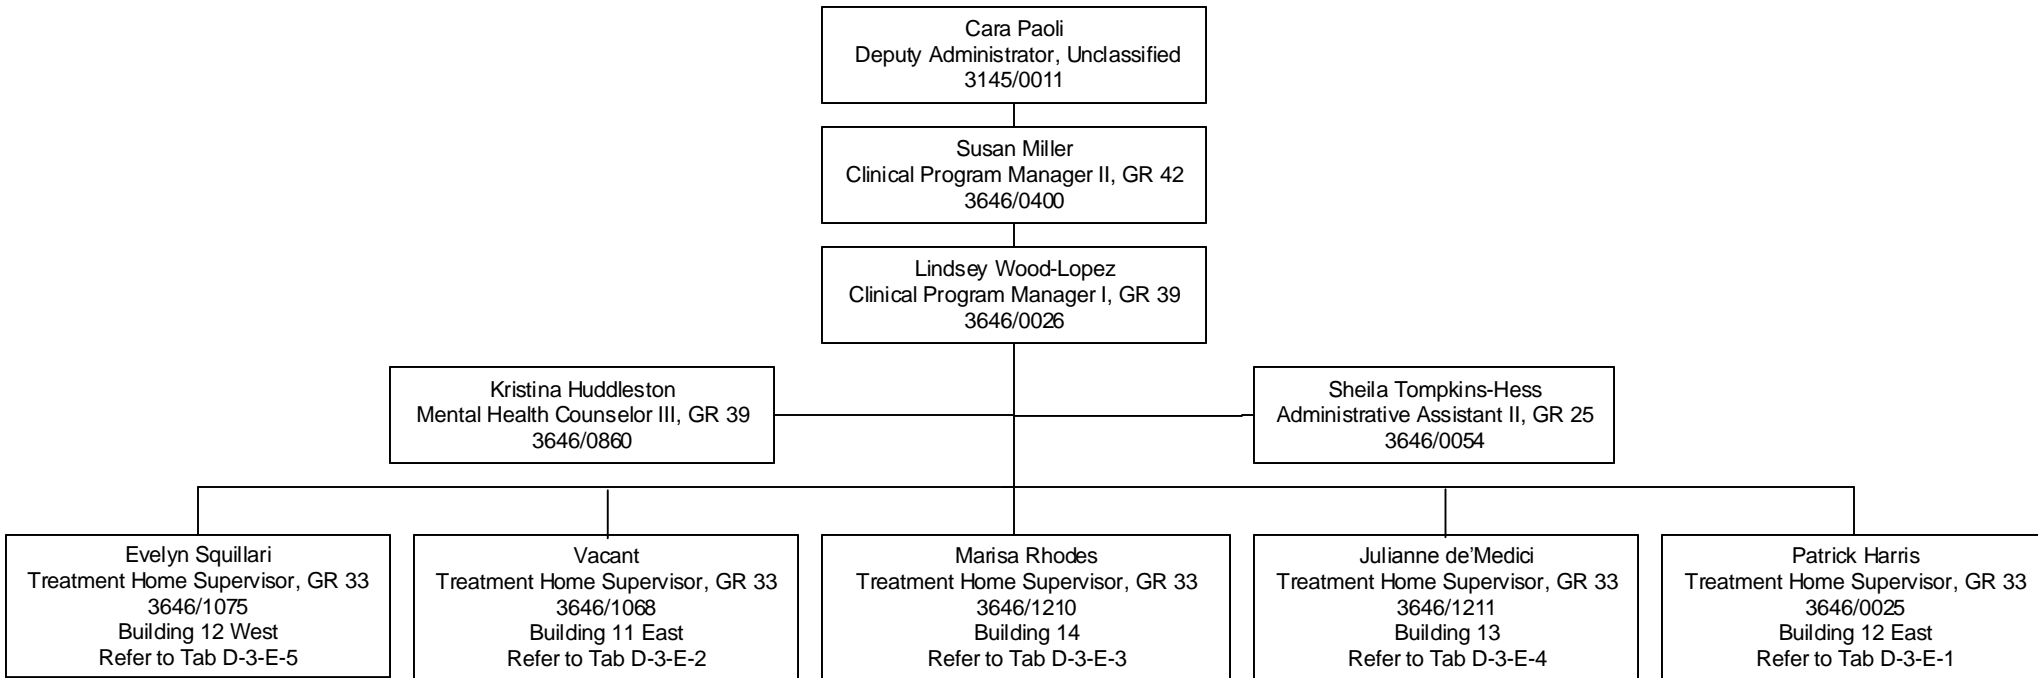 Cara Paoli
Deputy Administrator, Unclassified
3145/0011
Susan Miller
Clinical Program Manager II, GR 42
3646/0400
Lindsey Wood-Lopez
Clinical Program Manager I, GR 39
3646/0026
Kristina Huddleston
Mental Health Counselor III, GR 39
3646/0860
Sheila Tompkins-Hess
Administrative Assistant II, GR 25
3646/0054
Evelyn Squillari
Treatment Home Supervisor, GR 33
3646/1075
Building 12 West
Refer to Tab D-3-E-5
Vacant
Treatment Home Supervisor, GR 33
3646/1068
Building 11 East
Refer to Tab D-3-E-2
Marisa Rhodes
Treatment Home Supervisor, GR 33
3646/1210
Building 14
Refer to Tab D-3-E-3
Julianne de’Medici
Treatment Home Supervisor, GR 33
3646/1211
Building 13
Refer to Tab D-3-E-4
Patrick Harris
Treatment Home Supervisor, GR 33
3646/0025
Building 12 East
Refer to Tab D-3-E-1